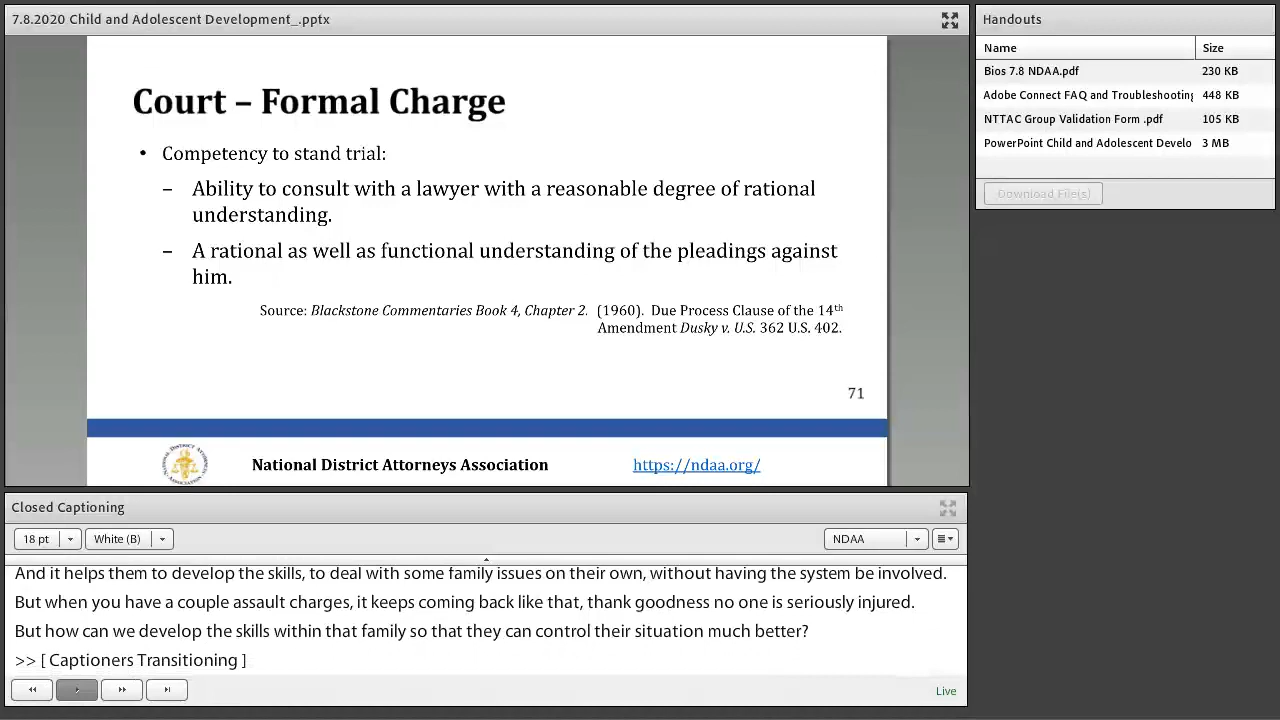 7.8.2020 Child and Adolescent Development_.pptx
Court – Formal Charge
• Competency to stand trial:
– Ability to consult with a lawyer with a reasonable degree of rational
understanding.
– A rational as well as functional understanding of the pleadings against
him.
Source: Blackstone Commentaries Book 4, Chapter 2. (1960). Due Process Clause of the 14th
Amendment Dusky v. U.S. 362 U.S. 402.
71
National District Attorneys Association
https://ndaa.org/
Handouts
Name Size
Bios 7.8 NDAA.pdf 230 KB
Adobe Connect FAQ and Troubleshooting 448 KB
NTTAC Group Validation Form .pdf 105 KB
PowerPoint Child and Adolescent Develo 3 MB
Download File(s)
Closed Captioning
18 pt White (B) NDAA
And it helps them to develop the skills, to deal with some family issues on their own, without having the system be involved.
But when you have a couple assault charges, it keeps coming back like that, thank goodness no one is seriously injured.
But how can we develop the skills within that family so that they can control their situation much better?
>> [ Captioners Transitioning ]
Live